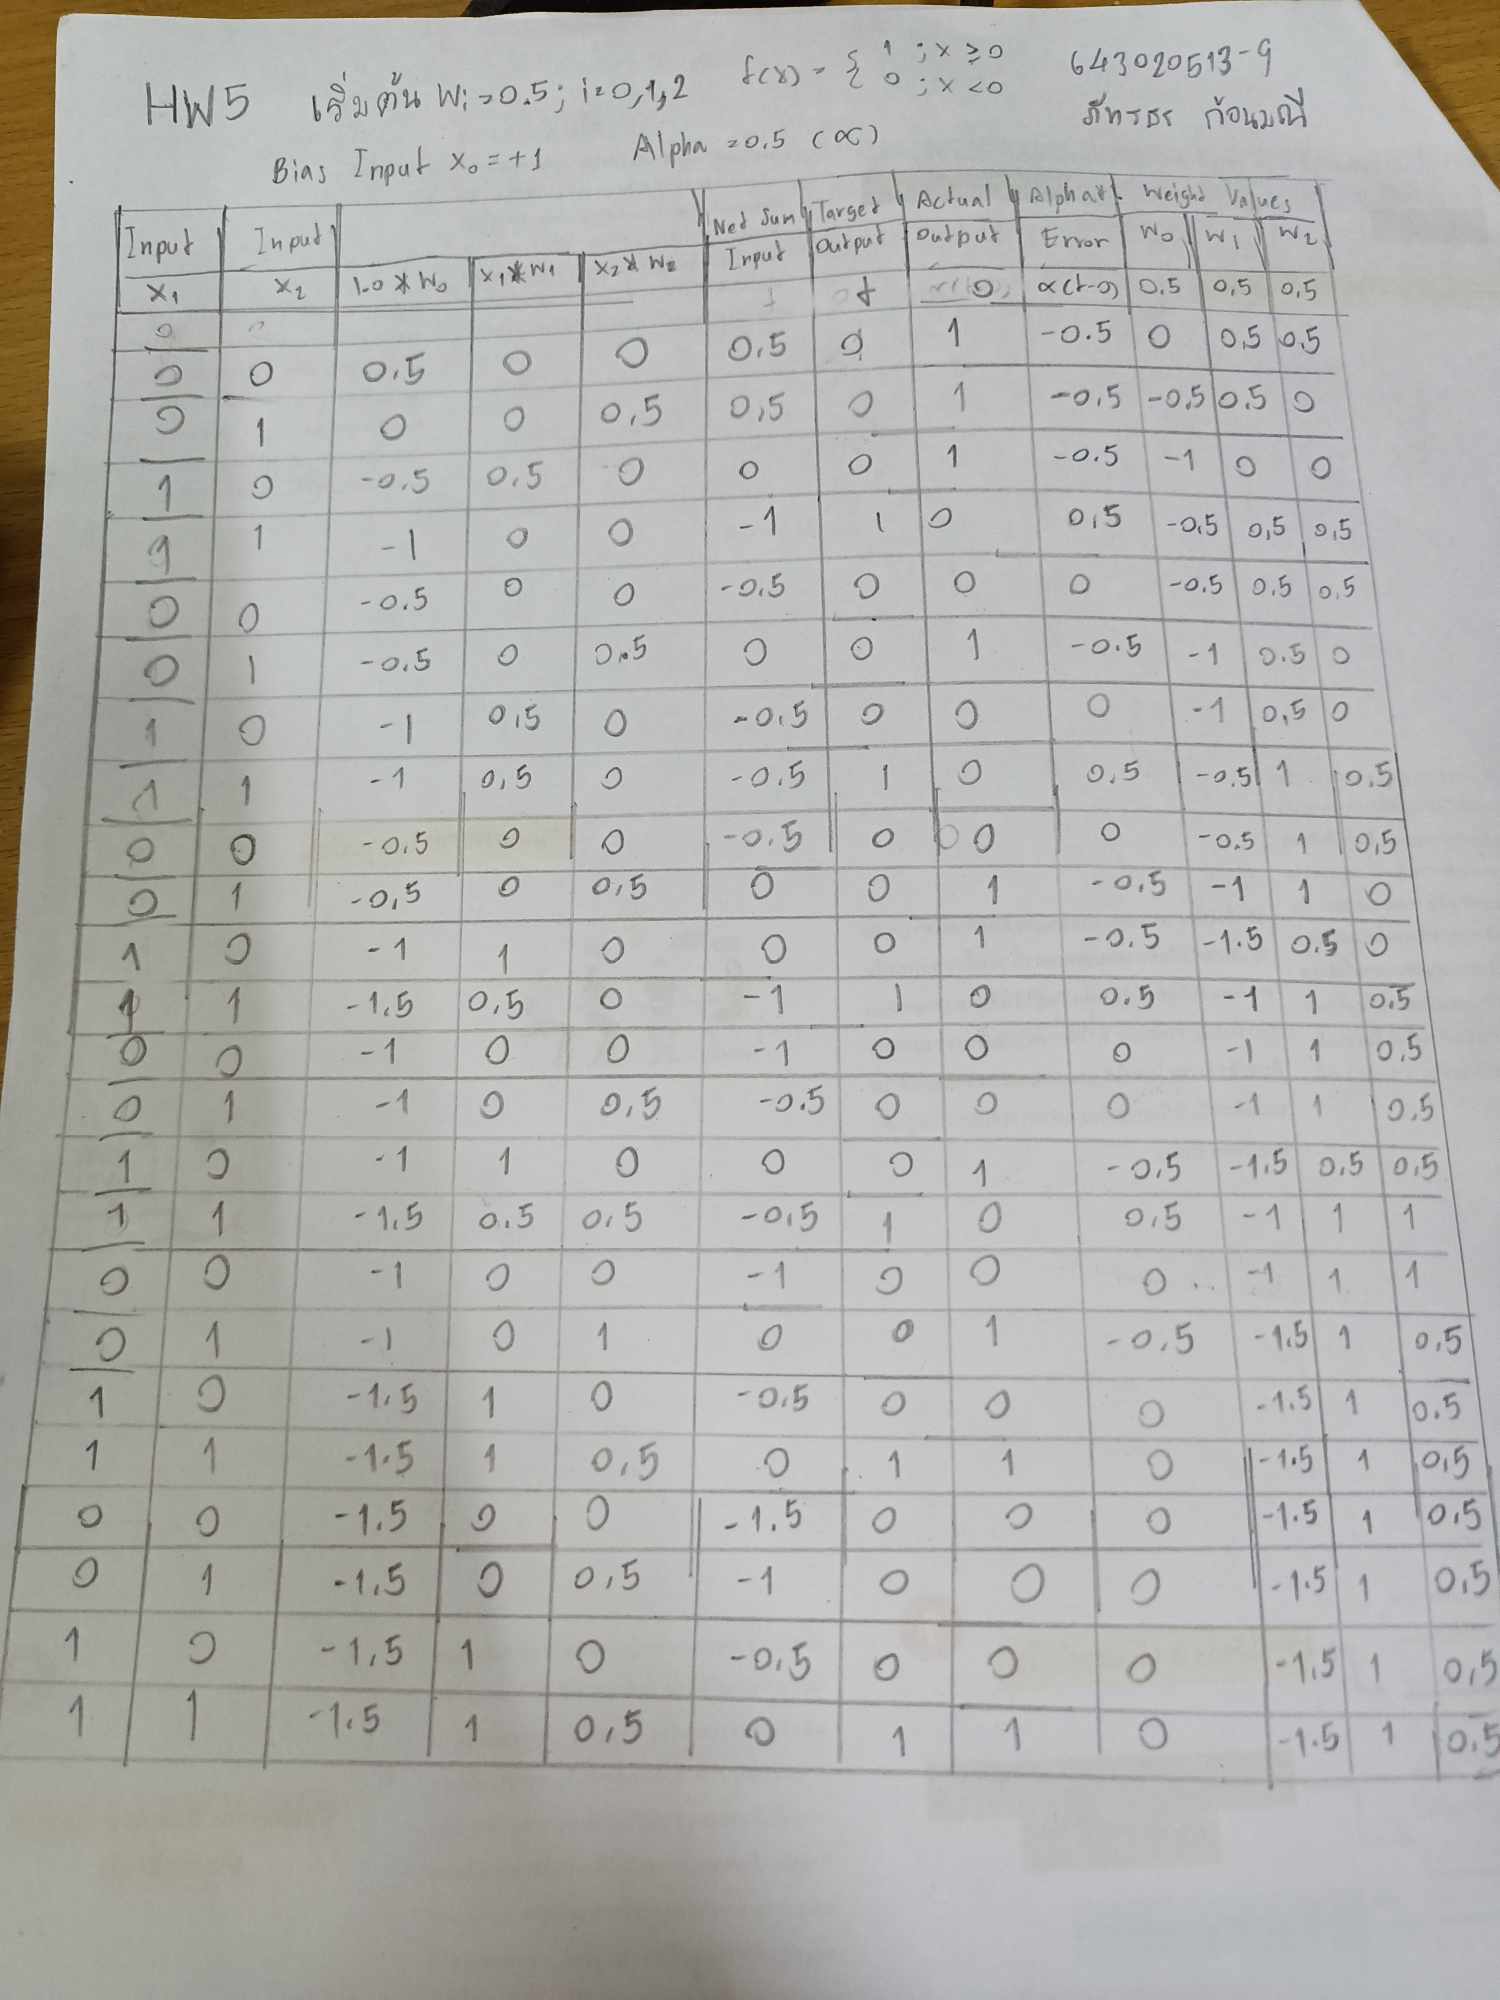 HW5 เริ่มต้น Wi = 0.5; i = 0,1,2 f(x) = { 1 ; x ≥ 0 643020513-9
0 ; x < 0 ภัทรธร ก้อนมณี
Bias Input x₀ = +1 Alpha = 0.5 (α)
Net Sum Target Actual Alpha* Weight Values
Input Input Input Output Output Error W0 W1 W2
x1 x2 1.0 * W0 x1 * W1 x2 * W2 t o α(t-o) 0.5 0.5 0.5
0 0 0.5 0 0 0.5 0 1 -0.5 0 0.5 0.5
0 1 0 0 0.5 0.5 0 1 -0.5 -0.5 0.5 0
1 0 -0.5 0.5 0 0 0 1 -0.5 -1 0 0
1 1 -1 0 0 -1 1 0 0.5 -0.5 0.5 0.5
0 0 -0.5 0 0 -0.5 0 0 0 -0.5 0.5 0.5
0 1 -0.5 0 0.5 0 0 1 -0.5 -1 0.5 0
1 0 -1 0.5 0 -0.5 0 0 0 -1 0.5 0
1 1 -1 0.5 0 -0.5 1 0 0.5 -0.5 1 0.5
0 0 -0.5 0 0 -0.5 0 0 0 -0.5 1 0.5
0 1 -0.5 0 0.5 0 0 1 -0.5 -1 1 0
1 0 -1 1 0 0 0 1 -0.5 -1.5 0.5 0
1 1 -1.5 0.5 0 -1 1 0 0.5 -1 1 0.5
0 0 -1 0 0 -1 0 0 0 -1 1 0.5
0 1 -1 0 0.5 -0.5 0 0 0 -1 1 0.5
1 0 -1 1 0 0 0 1 -0.5 -1.5 0.5 0.5
1 1 -1.5 0.5 0.5 -0.5 1 0 0.5 -1 1 1
0 0 -1 0 0 -1 0 0 0 -1 1 1
0 1 -1 0 1 0 0 1 -0.5 -1.5 1 0.5
1 0 -1.5 1 0 -0.5 0 0 0 -1.5 1 0.5
1 1 -1.5 1 0.5 0 1 1 0 -1.5 1 0.5
0 0 -1.5 0 0 -1.5 0 0 0 -1.5 1 0.5
0 1 -1.5 0 0.5 -1 0 0 0 -1.5 1 0.5
1 0 -1.5 1 0 -0.5 0 0 0 -1.5 1 0.5
1 1 -1.5 1 0.5 0 1 1 0 -1.5 1 0.5